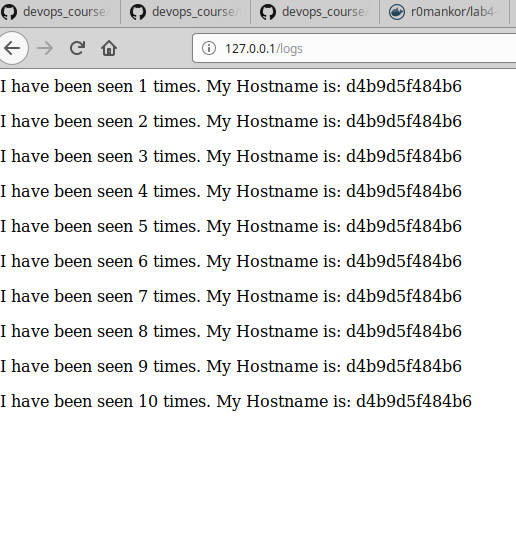 devops_course/ devops_course/ devops_course/ r0mankor/lab4-
127.0.0.1/logs
I have been seen 1 times. My Hostname is: d4b9d5f484b6
I have been seen 2 times. My Hostname is: d4b9d5f484b6
I have been seen 3 times. My Hostname is: d4b9d5f484b6
I have been seen 4 times. My Hostname is: d4b9d5f484b6
I have been seen 5 times. My Hostname is: d4b9d5f484b6
I have been seen 6 times. My Hostname is: d4b9d5f484b6
I have been seen 7 times. My Hostname is: d4b9d5f484b6
I have been seen 8 times. My Hostname is: d4b9d5f484b6
I have been seen 9 times. My Hostname is: d4b9d5f484b6
I have been seen 10 times. My Hostname is: d4b9d5f484b6